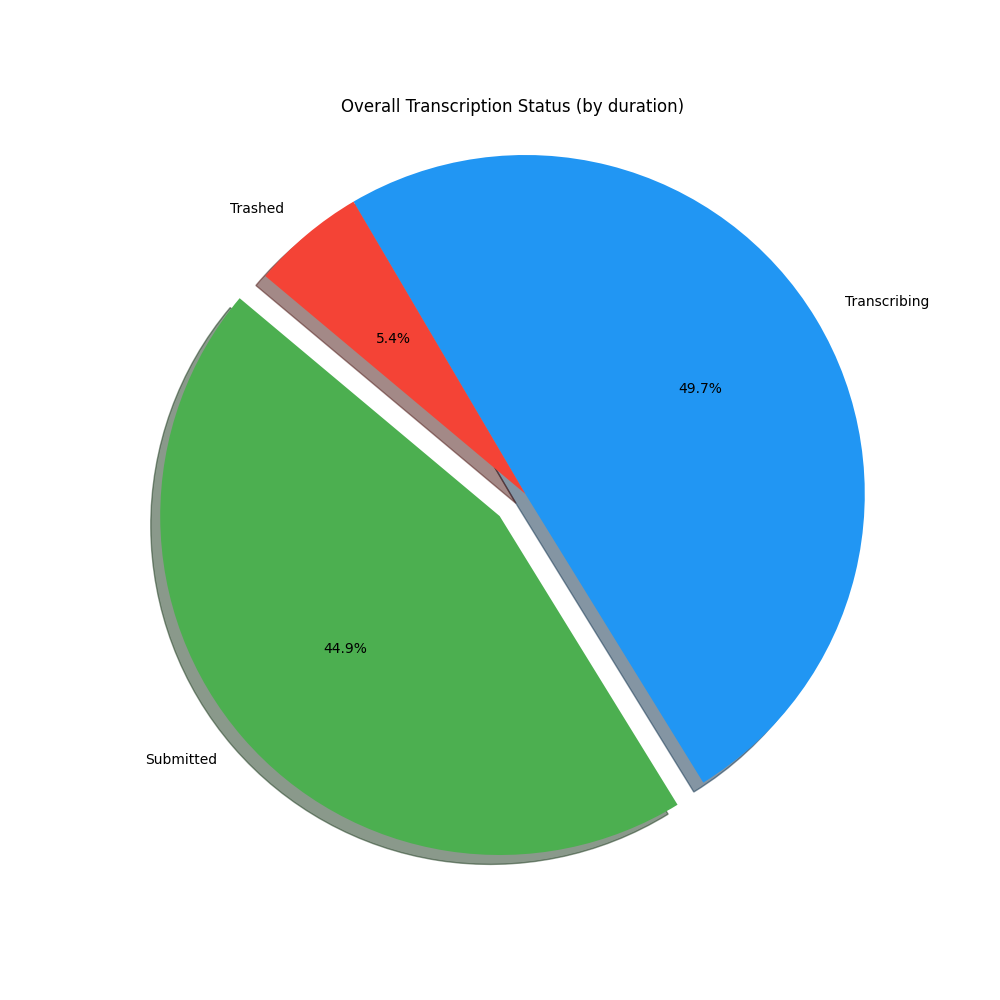 Overall Transcription Status (by duration)
Trashed
Transcribing
5.4%
49.7%
44.9%
Submitted